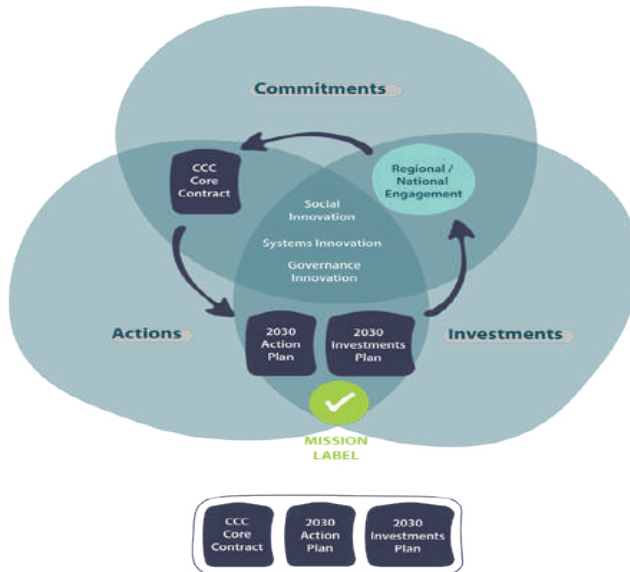 Commitments
CCC
Core
Contract
Regional /
National
Engagement
Social
Innovation
Systems Innovation
Governance
Innovation
Actions
2030
Action
Plan
2030
Investments
Plan
Investments
MISSION
LABEL
CCC
Core
Contract
2030
Action
Plan
2030
Investments
Plan